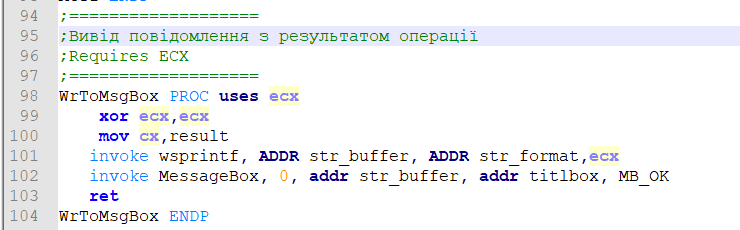 94 ;===================
95 ;Вивід повідомлення з результатом операції
96 ;Requires ECX
97 ;===================
98 WrToMsgBox PROC uses ecx
99 xor ecx,ecx
100 mov cx,result
101 invoke wsprintf, ADDR str_buffer, ADDR str_format,ecx
102 invoke MessageBox, 0, addr str_buffer, addr titlbox, MB_OK
103 ret
104 WrToMsgBox ENDP